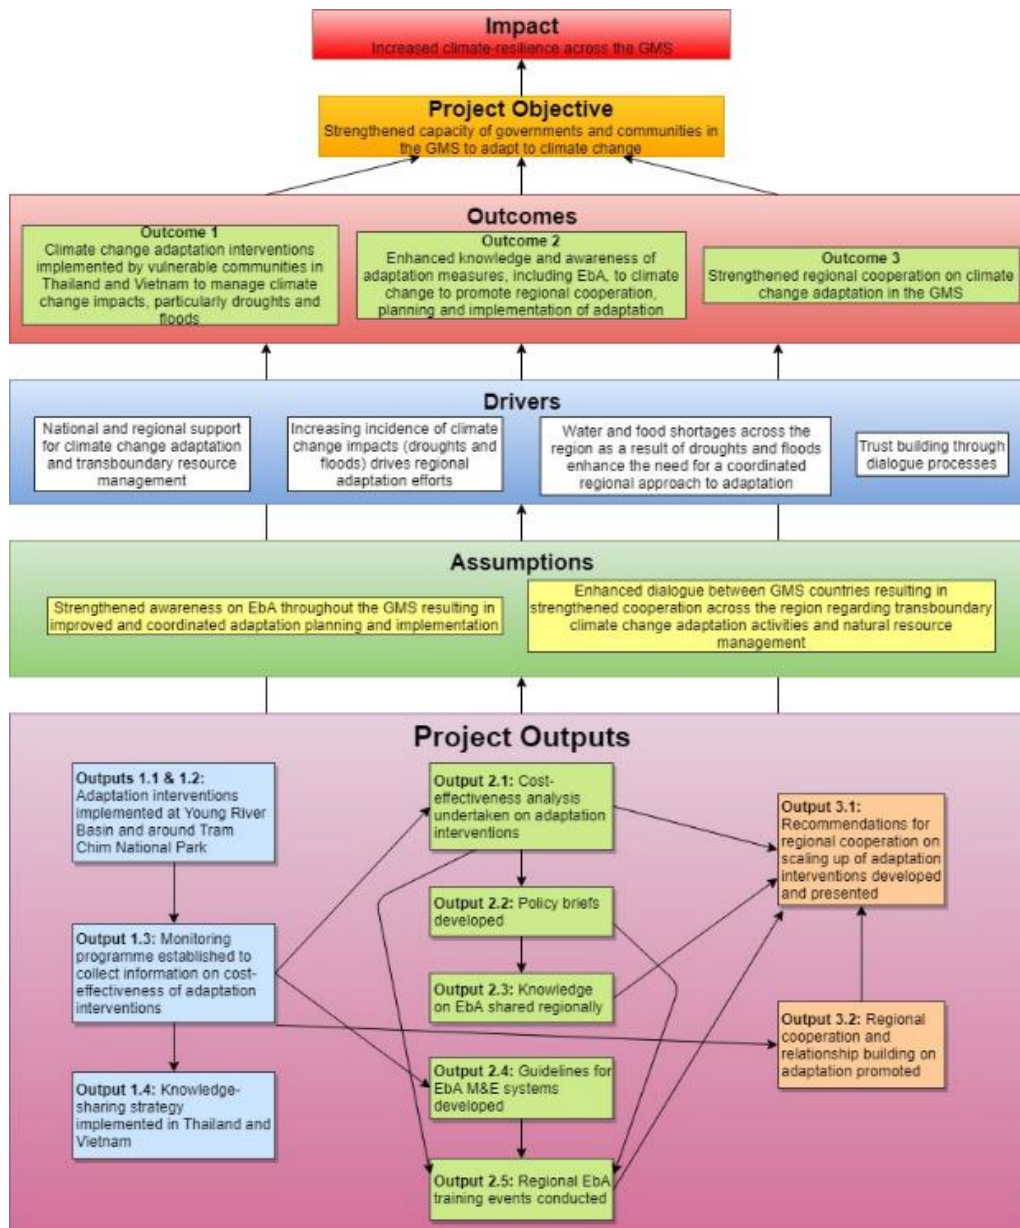 Impact
Increased climate-resilience across the GMS
Project Objective
Strengthened capacity of governments and communities in
the GMS to adapt to climate change
Outcomes
Outcome 1
Climate change adaptation interventions
implemented by vulnerable communities in
Thailand and Vietnam to manage climate
change impacts, particularly droughts and
floods
Outcome 2
Enhanced knowledge and awareness of
adaptation measures, including EbA, to climate
change to promote regional cooperation,
planning and implementation of adaptation
Outcome 3
Strengthened regional cooperation on climate
change adaptation in the GMS
Drivers
National and regional support
for climate change adaptation
and transboundary resource
management
Increasing incidence of climate
change impacts (droughts and
floods) drives regional
adaptation efforts
Water and food shortages across the
region as a result of droughts and floods
enhance the need for a coordinated
regional approach to adaptation
Trust building through
dialogue processes
Assumptions
Strengthened awareness on EbA throughout the GMS resulting in
improved and coordinated adaptation planning and implementation
Enhanced dialogue between GMS countries resulting in
strengthened cooperation across the region regarding transboundary
climate change adaptation activities and natural resource
management
Project Outputs
Outputs 1.1 & 1.2:
Adaptation interventions
implemented at Young River
Basin and around Tram
Chim National Park
Output 1.3: Monitoring
programme established to
collect information on cost-
effectiveness of adaptation
interventions
Output 1.4: Knowledge-
sharing strategy
implemented in Thailand and
Vietnam
Output 2.1: Cost-
effectiveness analysis
undertaken on adaptation
interventions
Output 2.2: Policy briefs
developed
Output 2.3: Knowledge
on EbA shared regionally
Output 2.4: Guidelines for
EbA M&E systems
developed
Output 2.5: Regional EbA
training events conducted
Output 3.1:
Recommendations for
regional cooperation on
scaling up of adaptation
interventions developed
and presented
Output 3.2: Regional
cooperation and
relationship building on
adaptation promoted